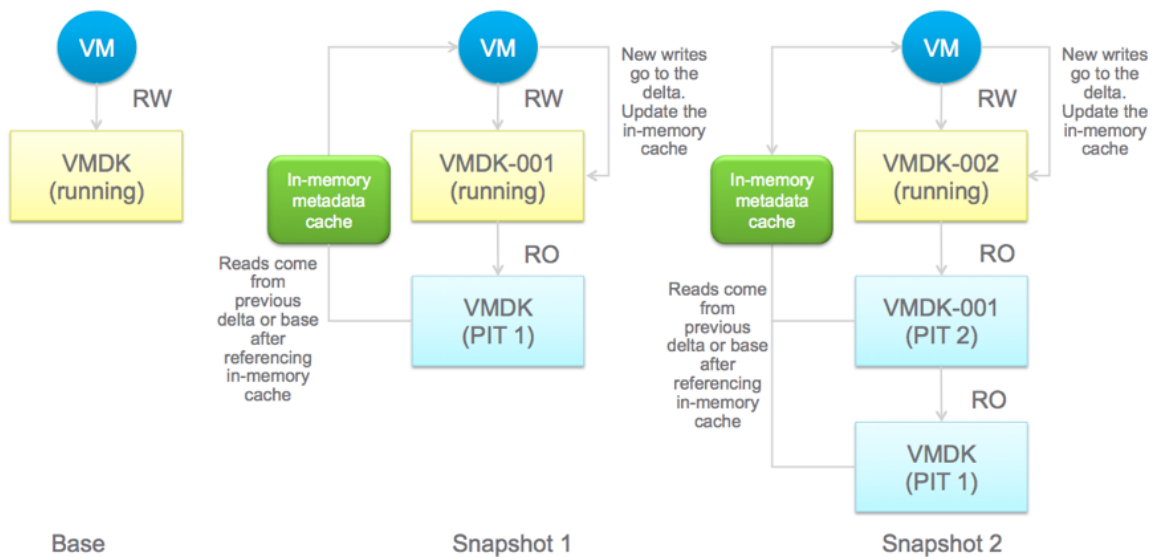 VM
RW
VMDK
(running)
Base
VM
New writes
go to the
delta.
Update the
in-memory
cache
RW
VMDK-001
(running)
In-memory
metadata
cache
RO
Reads come
from
previous
delta or base
after
referencing
in-memory
cache
VMDK
(PIT 1)
Snapshot 1
VM
New writes
go to the
delta.
Update the
in-memory
cache
RW
VMDK-002
(running)
In-memory
metadata
cache
RO
Reads come
from
previous
delta or base
after
referencing
in-memory
cache
VMDK-001
(PIT 2)
RO
VMDK
(PIT 1)
Snapshot 2